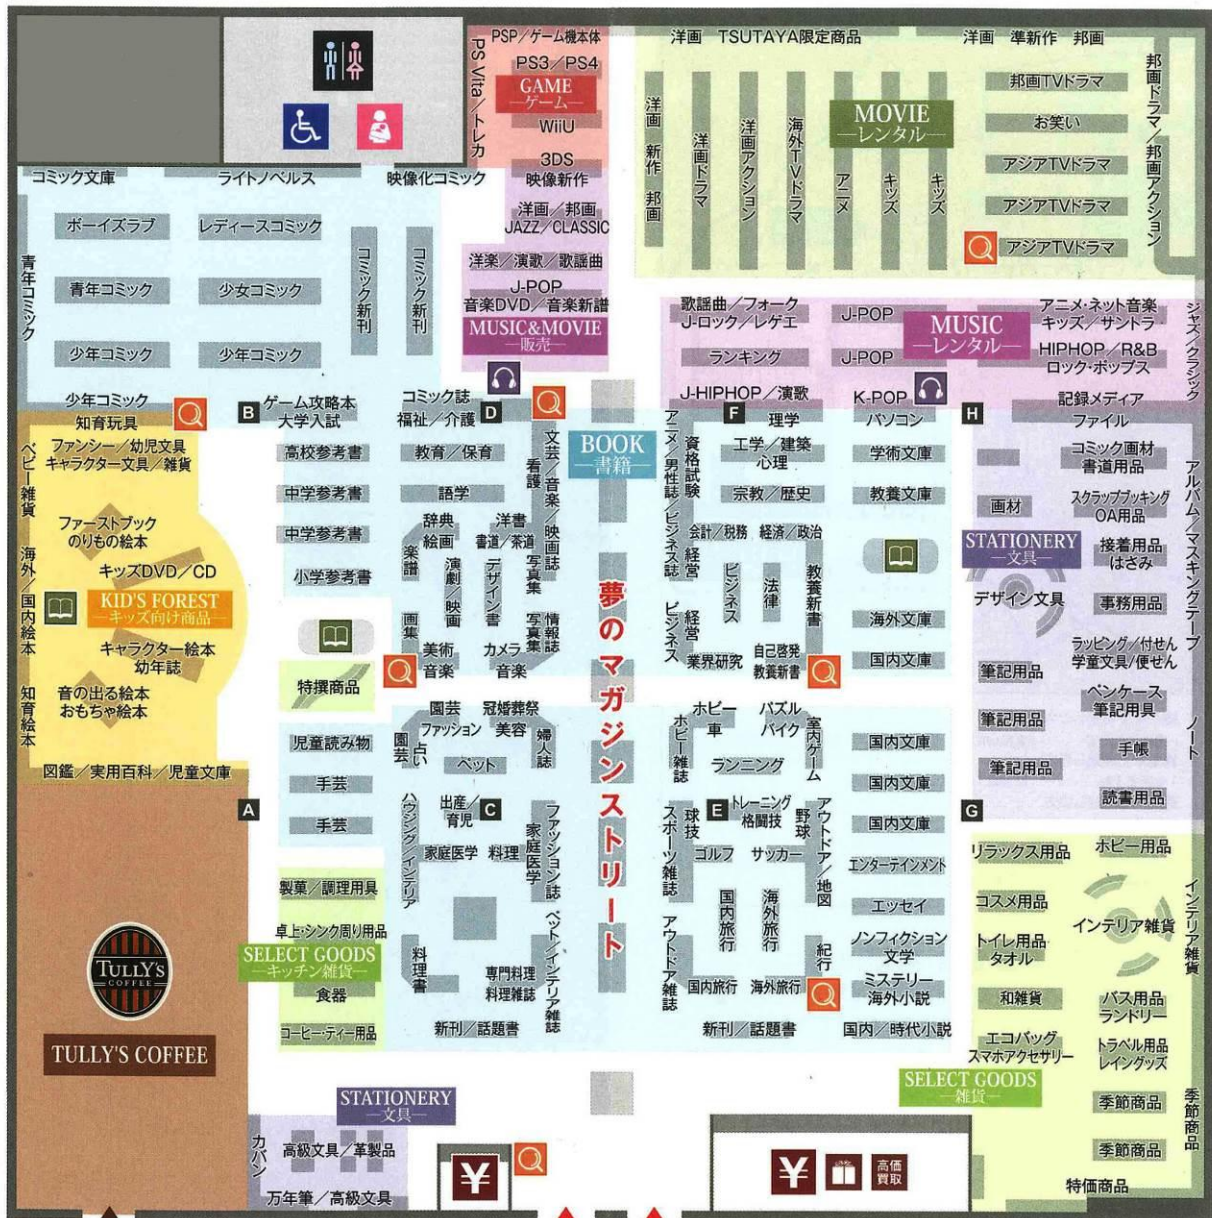 PSP／ゲーム機本体
PS Vita／トレカ
PS3／PS4
GAME
―ゲーム―
WiiU
3DS
洋画 TSUTAYA限定商品
洋画 準新作 邦画
洋画 新作 邦画
洋画ドラマ
洋画アクション
海外TVドラマ
アニメ
キッズ
キッズ
MOVIE
―レンタル―
邦画TVドラマ
お笑い
アジアTVドラマ
アジアTVドラマ
アジアTVドラマ
邦画ドラマ／邦画アクション
コミック文庫
ライトノベルス
映像化コミック
ボーイズラブ
レディースコミック
青年コミック
青年コミック
少女コミック
少年コミック
少年コミック
コミック新刊
コミック新刊
少年コミック
映像新作
洋画／邦画
JAZZ／CLASSIC
洋楽／演歌／歌謡曲
J-POP
音楽DVD／音楽新譜
MUSIC&MOVIE
―販売―
歌謡曲／フォーク
J-ロック／レゲエ
ランキング
J-HIPHOP／演歌
J-POP
J-POP
K-POP
MUSIC
―レンタル―
アニメ・ネット音楽
キッズ／サントラ
HIPHOP／R&B
ロック・ポップス
ジャズ／クラシック
記録メディア
知育玩具
ファンシー／幼児文具
キャラクター文具／雑貨
ベビー雑貨
ファーストブック
のりもの絵本
キッズDVD／CD
海外／国内絵本
KID'S FOREST
―キッズ向け商品―
キャラクター絵本
幼年誌
音の出る絵本
おもちゃ絵本
知育絵本
図鑑／実用百科／児童文庫
B
ゲーム攻略本
大学入試
高校参考書
中学参考書
中学参考書
小学参考書
特撰商品
児童読み物
手芸
手芸
コミック誌
福祉／介護
D
教育／保育
語学
看護
文芸／音楽／映画誌
辞典
絵画
洋書
書道／茶道
楽譜
演劇／映画
デザイン書
写真集
画集
美術
音楽
カメラ
音楽
写真集
情報誌
BOOK
―書籍―
夢のマガジンストリート
アニメ／男性誌／ビジネス誌
資格試験
F
理学
工学／建築
心理
宗教／歴史
会計／税務
経済／政治
経営
ビジネス
法律
教養新書
経営
ビジネス
業界研究
自己啓発
教養新書
パソコン
学術文庫
教養文庫
海外文庫
国内文庫
H
ファイル
コミック画材
書道用品
画材
スクラップブッキング
OA用品
STATIONERY
―文具―
接着用品
はさみ
デザイン文具
事務用品
アルバム／マスキングテープ
ラッピング／付せん
学童文具／便せん
筆記用品
ペンケース
筆記用具
筆記用品
手帳
ノート
筆記用品
読書用品
園芸
冠婚葬祭
ファッション
美容
園芸
占い
婦人誌
ペット
A
ハウジング／インテリア
出産／
育児
C
家庭医学
料理
家庭医学
ファッション誌
料理書
専門料理
料理雑誌
ペット／インテリア雑誌
新刊／話題書
ホビー
車
パズル
バイク
ホビー雑誌
室内ゲーム
ランニング
スポーツ雑誌
球技
E
トレーニング
格闘技
野球
アウトドア／地図
ゴルフ
サッカー
国内旅行
海外旅行
アウトドア雑誌
紀行
国内旅行
海外旅行
新刊／話題書
国内文庫
国内文庫
国内文庫
エンターテインメント
エッセイ
ノンフィクション
文学
ミステリー
海外小説
国内／時代小説
G
リラックス用品
ホビー用品
コスメ用品
インテリア雑貨
インテリア雑貨
トイレ用品
タオル
和雑貨
バス用品
ランドリー
エコバッグ
スマホアクセサリー
トラベル用品
レイングッズ
SELECT GOODS
―雑貨―
季節商品
季節商品
季節商品
特価商品
製菓／調理用具
卓上・シンク周り用品
SELECT GOODS
―キッチン雑貨―
食器
コーヒー・ティー用品
TULLY'S
COFFEE
TULLY'S COFFEE
STATIONERY
―文具―
カバン
高級文具／革製品
万年筆／高級文具
¥
¥
高価
買取